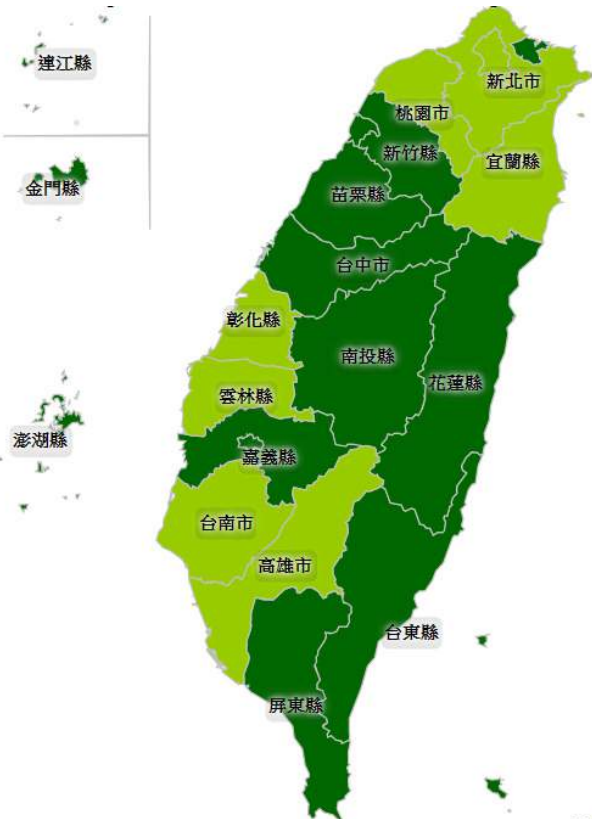 連江縣
新北市
桃園市
新竹縣
宜蘭縣
金門縣
苗栗縣
台中市
彰化縣
南投縣
花蓮縣
雲林縣
澎湖縣
嘉義縣
台南市
高雄市
台東縣
屏東縣